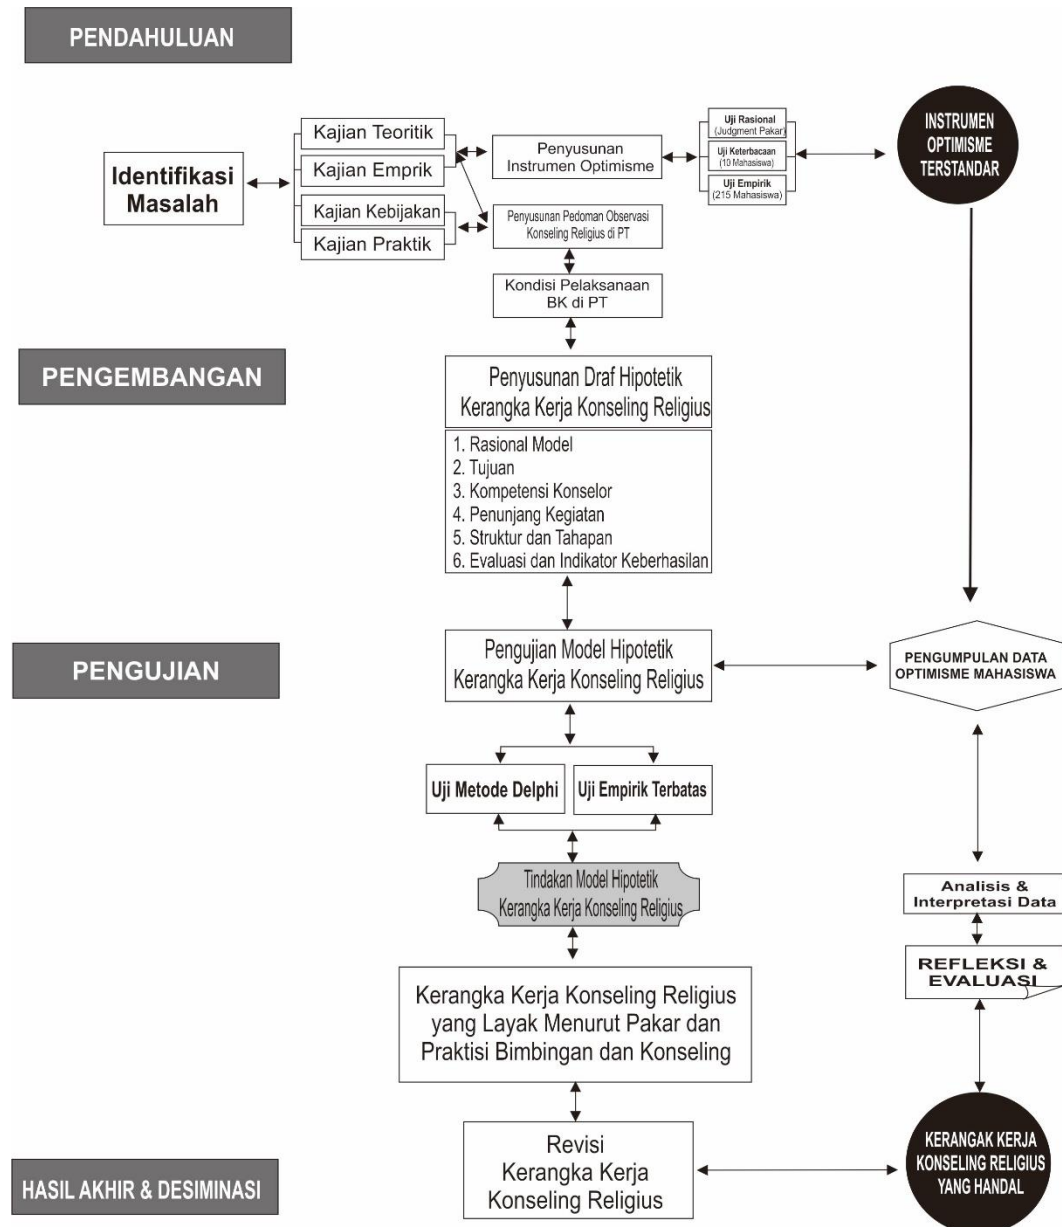 PENDAHULUAN
Identifikasi
Masalah
Kajian Teoritik
Kajian Emprik
Kajian Kebijakan
Kajian Praktik
Penyusunan
Instrumen Optimisme
Penyusunan Pedoman Observasi
Konseling Religius di PT
Kondisi Pelaksanaan
BK di PT
Uji Rasional
(Judgment Pakar)
Uji Keterbacaan
(10 Mahasiswa)
Uji Empirik
(215 Mahasiswa)
INSTRUMEN
OPTIMISME
TERSTANDAR
PENGEMBANGAN
Penyusunan Draf Hipotetik
Kerangka Kerja Konseling Religius
1. Rasional Model
2. Tujuan
3. Kompetensi Konselor
4. Penunjang Kegiatan
5. Struktur dan Tahapan
6. Evaluasi dan Indikator Keberhasilan
PENGUJIAN
Pengujian Model Hipotetik
Kerangka Kerja Konseling Religius
PENGUMPULAN DATA
OPTIMISME MAHASISWA
Uji Metode Delphi
Uji Empirik Terbatas
Tindakan Model Hipotetik
Kerangka Kerja Konseling Religius
Analisis &
Interpretasi Data
REFLEKSI &
EVALUASI
Kerangka Kerja Konseling Religius
yang Layak Menurut Pakar dan
Praktisi Bimbingan dan Konseling
HASIL AKHIR & DESIMINASI
Revisi
Kerangka Kerja
Konseling Religius
KERANGAK KERJA
KONSELING RELIGIUS
YANG HANDAL